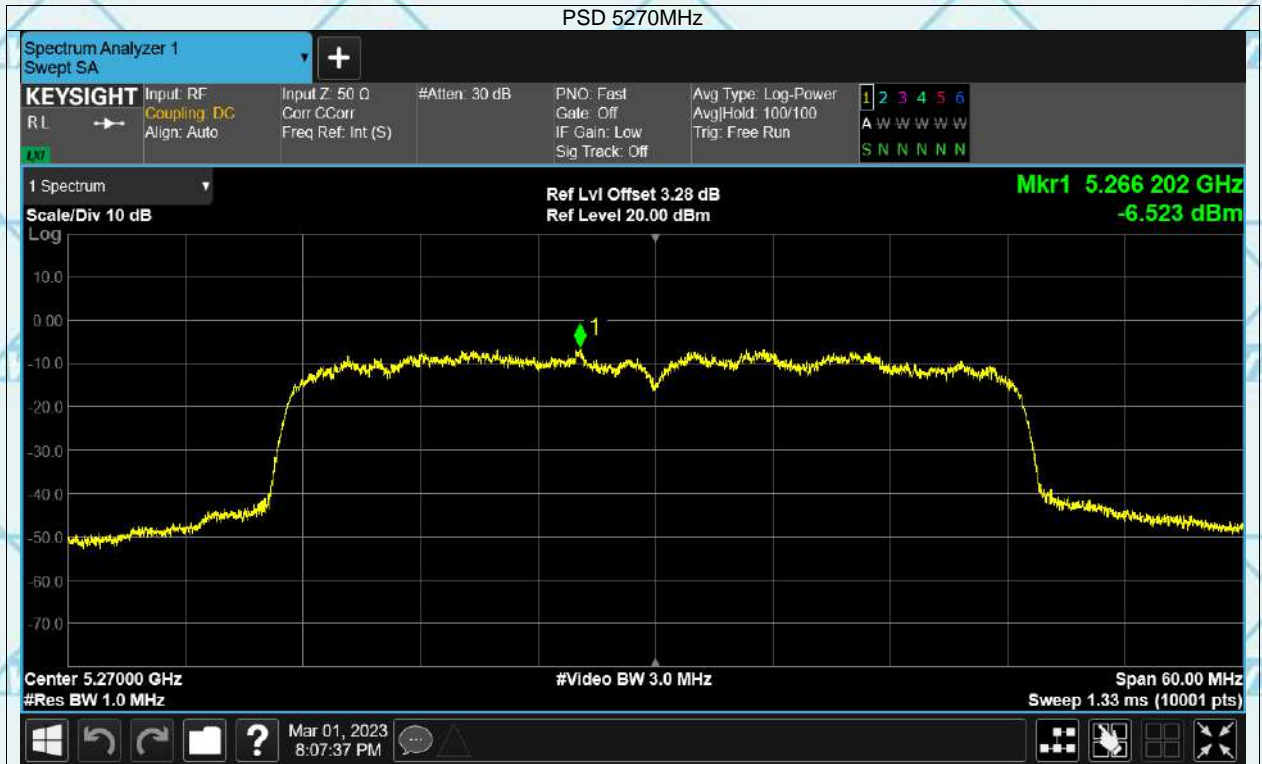 PSD 5270MHz
Spectrum Analyzer 1
Swept SA
+
KEYSIGHT
RL
LXI
Input: RF
Coupling: DC
Align: Auto
Input Z: 50 Ω
Corr CCorr
Freq Ref: Int (S)
#Atten: 30 dB
PNO: Fast
Gate: Off
IF Gain: Low
Sig Track: Off
Avg Type: Log-Power
Avg|Hold: 100/100
Trig: Free Run
1 2 3 4 5 6
A W W W W W
S N N N N N
1 Spectrum
Scale/Div 10 dB
Log
Ref Lvl Offset 3.28 dB
Ref Level 20.00 dBm
Mkr1 5.266 202 GHz
-6.523 dBm
10.0
0.00
-10.0
-20.0
-30.0
-40.0
-50.0
-60.0
-70.0
1
Center 5.27000 GHz
#Res BW 1.0 MHz
#Video BW 3.0 MHz
Span 60.00 MHz
Sweep 1.33 ms (10001 pts)
?
Mar 01, 2023
8:07:37 PM